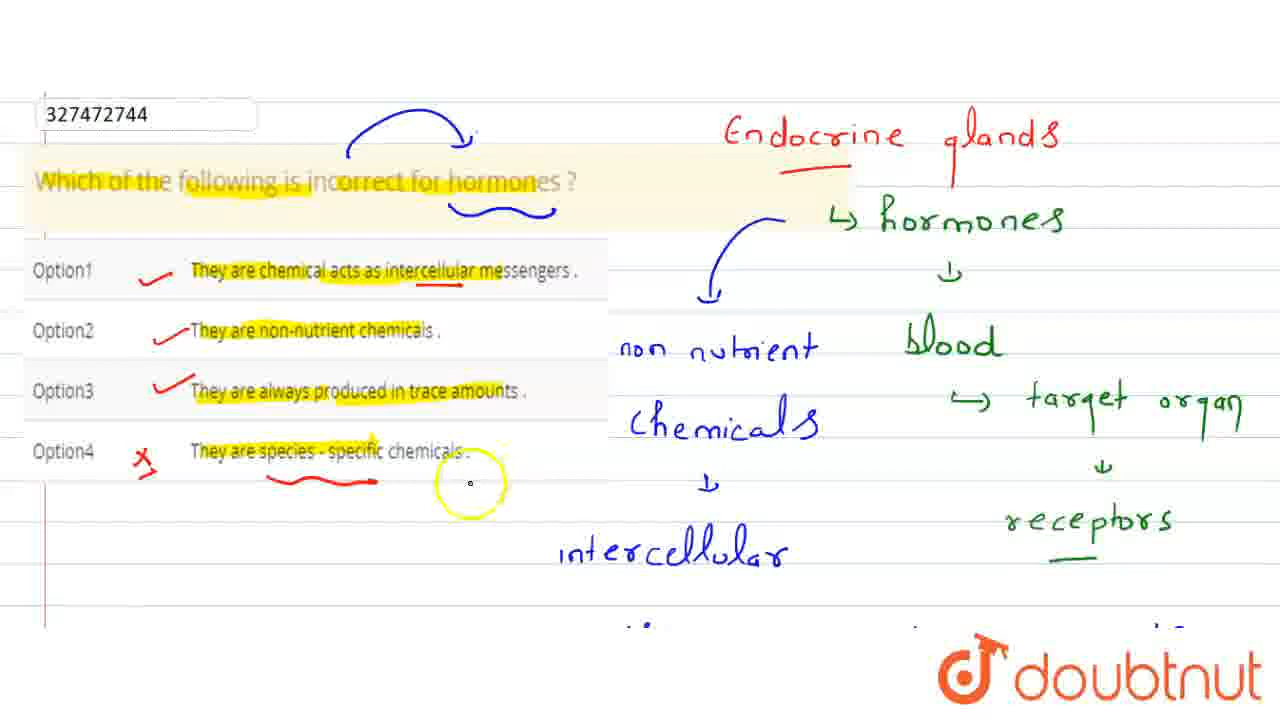 327472744
Which of the following is incorrect for hormones ?
Option1 They are chemical acts as intercellular messengers .
Option2 They are non-nutrient chemicals .
Option3 They are always produced in trace amounts .
Option4 They are species - specific chemicals .
Endocrine glands
↳ hormones
↓
blood
↳ target organ
↓
receptors
non nutrient
chemicals
↓
intercellular
doubtnut